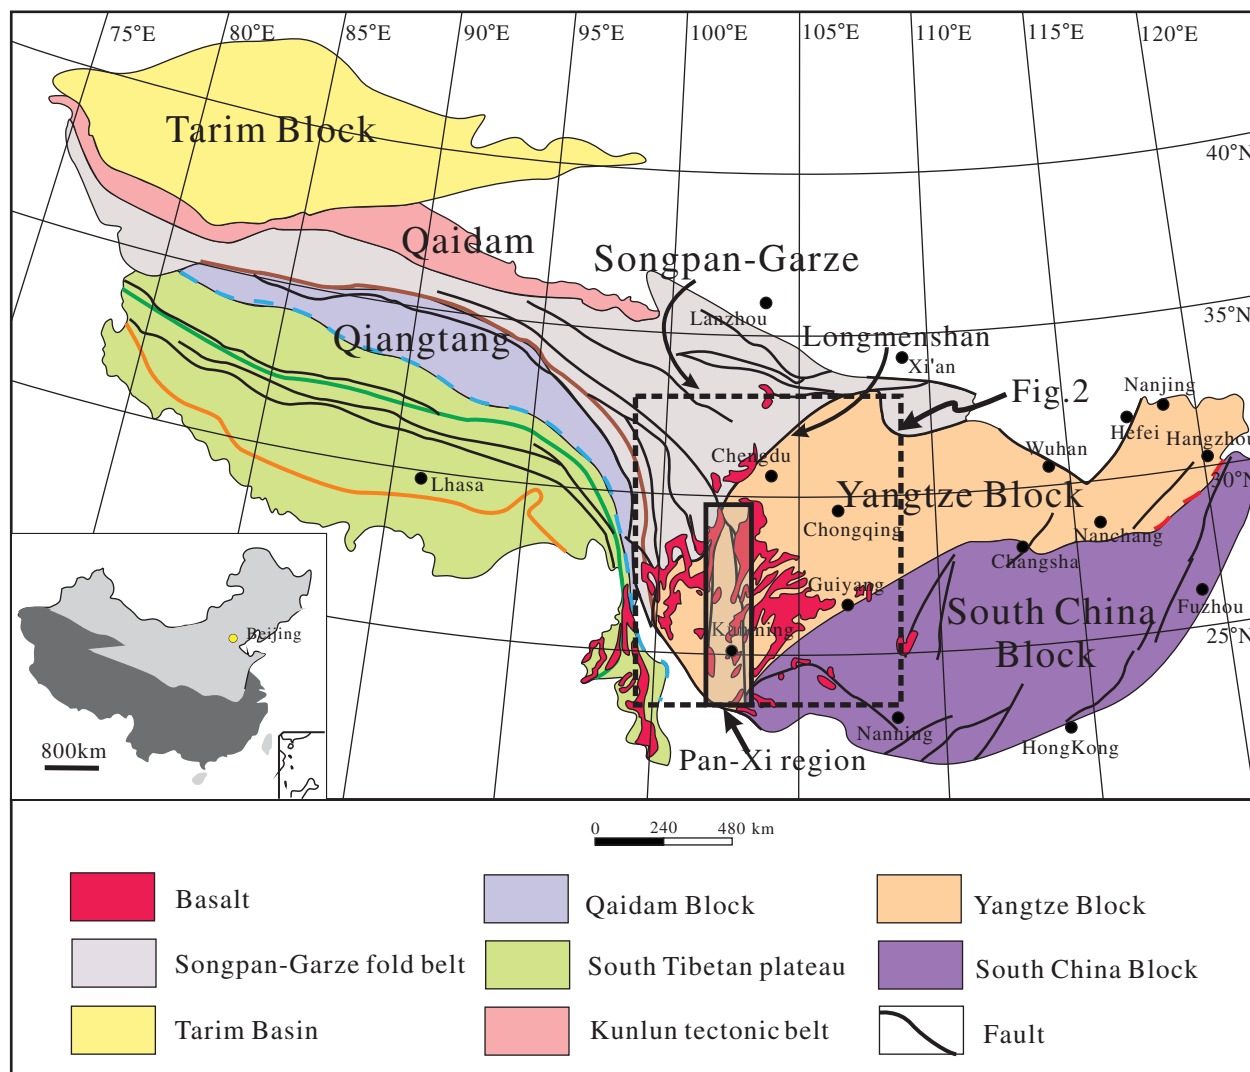 75°E
80°E
85°E
90°E
95°E
100°E
105°E
110°E
115°E
120°E
Tarim Block
40°N
Qaidam
Songpan-Garze
35°N
Lanzhou
Qiangtang
Longmenshan
Xi'an
Fig.2
Nanjing
Hefei
Hangzhou
Wuhan
Chengdu
30°N
Lhasa
Yangtze Block
Chongqing
Nanchang
Changsha
Guiyang
South China
Block
Fuzhou
25°N
Kunming
Beijing
Nanning
HongKong
800km
Pan-Xi region
0 240 480 km
Basalt
Qaidam Block
Yangtze Block
Songpan-Garze fold belt
South Tibetan plateau
South China Block
Tarim Basin
Kunlun tectonic belt
Fault